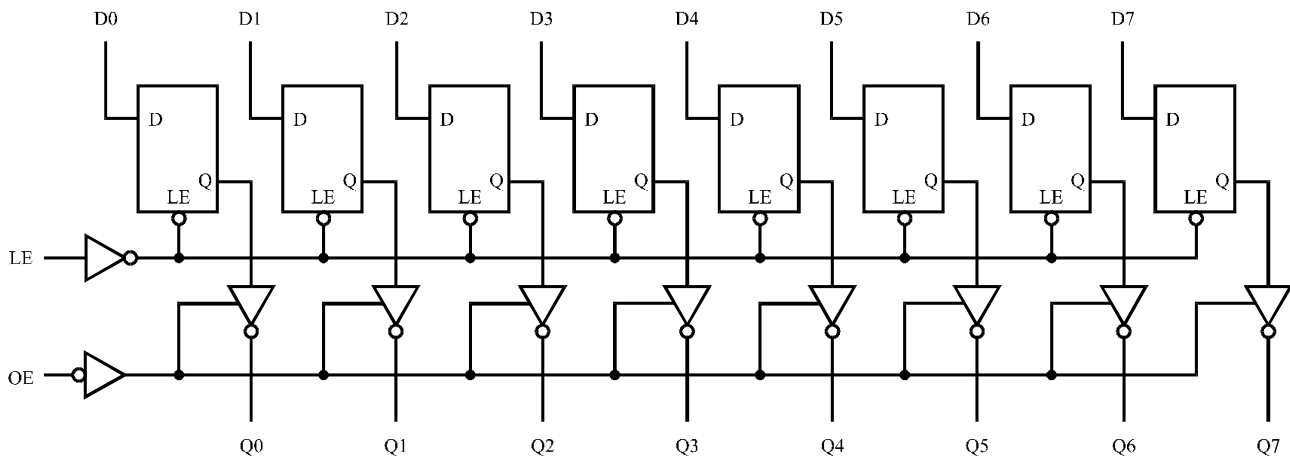 D0 D1 D2 D3 D4 D5 D6 D7
D D D D D D D D
Q Q Q Q Q Q Q Q
LE LE LE LE LE LE LE LE
LE
OE
Q0 Q1 Q2 Q3 Q4 Q5 Q6 Q7